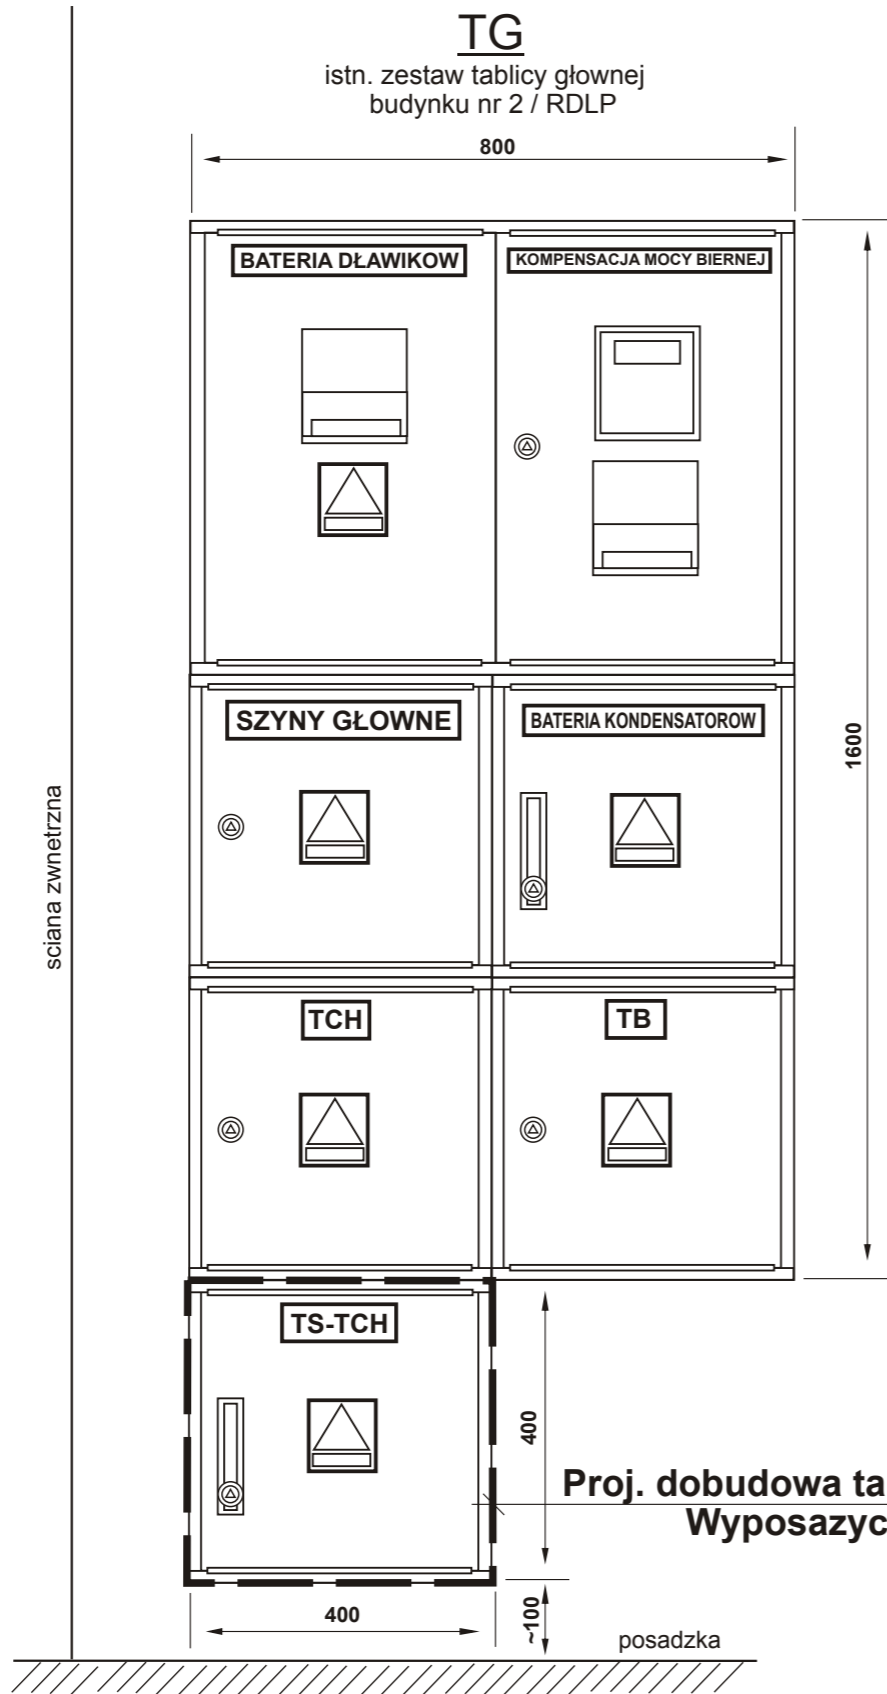 TG
istn. zestaw tablicy głownej
budynku nr 2 / RDLP
800
BATERIA DŁAWIKOW
KOMPENSACJA MOCY BIERNEJ
SZYNY GŁOWNE
BATERIA KONDENSATOROW
1600
sciana zwnetrzna
TCH
TB
TS-TCH
400
Proj. dobudowa ta
Wyposazyc
400
~100
posadzka